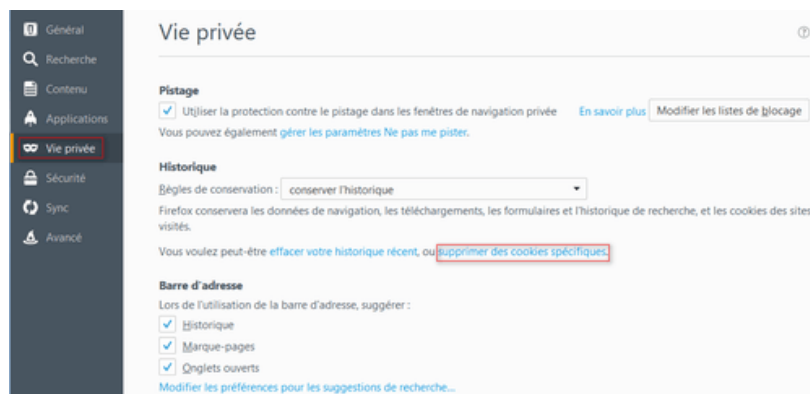 Général
Recherche
Contenu
Applications
Vie privée
Sécurité
Sync
Avancé
Vie privée
Pistage
Utiliser la protection contre le pistage dans les fenêtres de navigation privée En savoir plus Modifier les listes de blocage
Vous pouvez également gérer les paramètres Ne pas me pister.
Historique
Règles de conservation : conserver l'historique
Firefox conservera les données de navigation, les téléchargements, les formulaires et l'historique de recherche, et les cookies des sites
visités.
Vous voulez peut-être effacer votre historique récent, ou supprimer des cookies spécifiques.
Barre d'adresse
Lors de l'utilisation de la barre d'adresse, suggérer :
Historique
Marque-pages
Onglets ouverts
Modifier les préférences pour les suggestions de recherche...